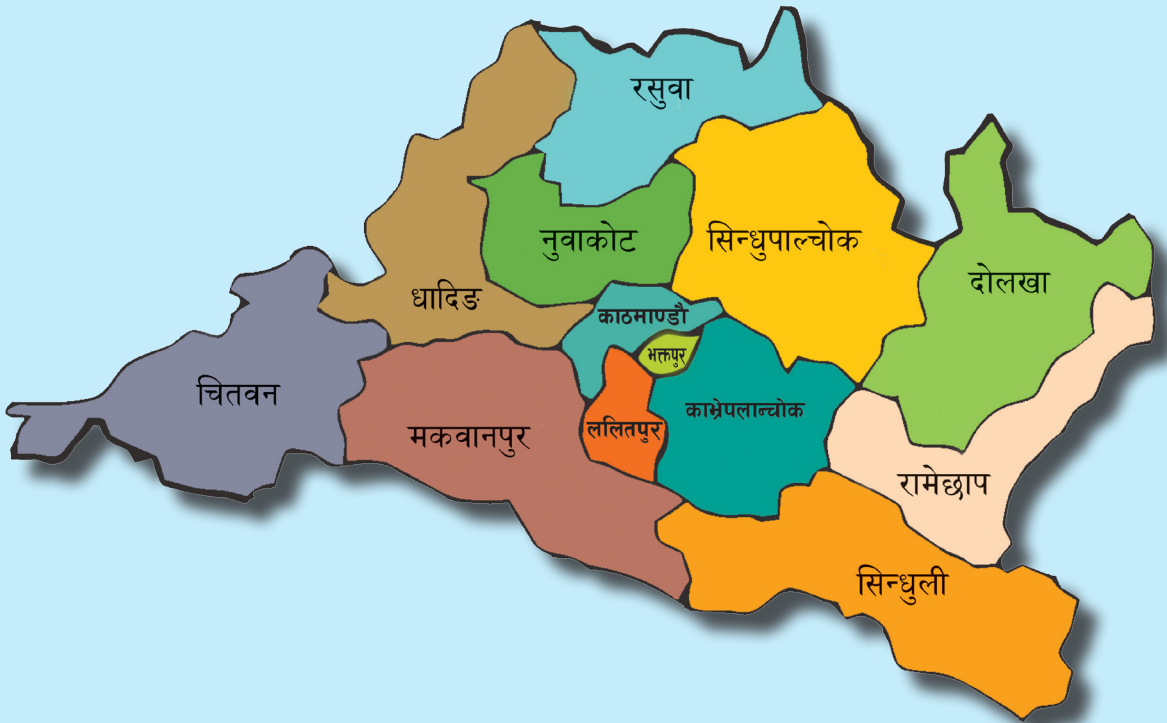 रसुवा
नुवाकोट
सिन्धुपाल्चोक
दोलखा
धादिङ
काठमाण्डौ
भक्तपुर
चितवन
काभ्रेपलान्चोक
ललितपुर
मकवानपुर
रामेछाप
सिन्धुली